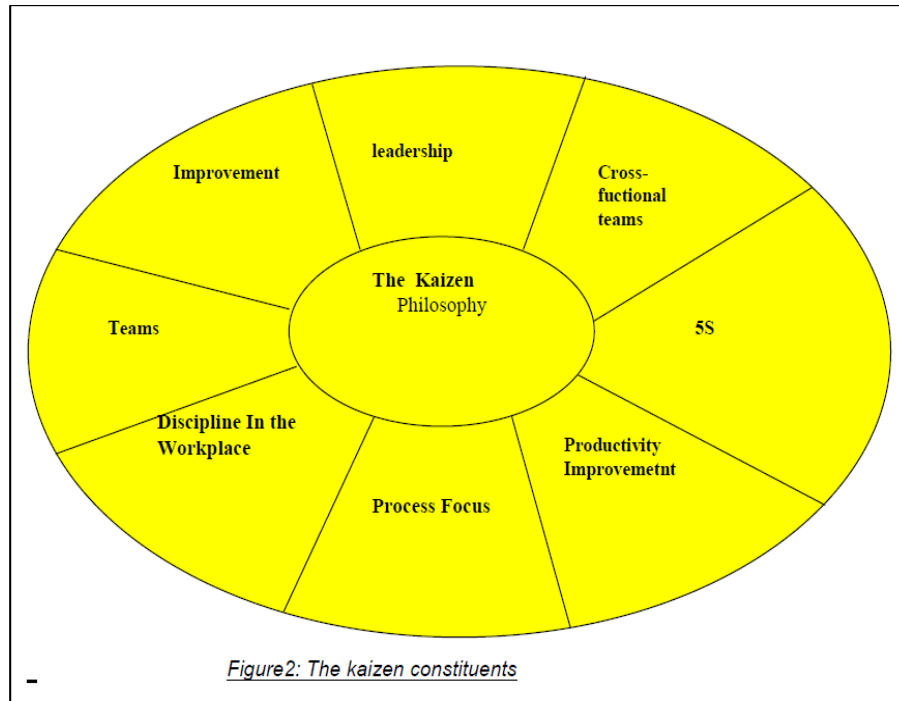 leadership
Improvement
Cross-
fuctional
teams
The Kaizen
Philosophy
Teams
5S
Discipline In the
Workplace
Productivity
Improvemetnt
Process Focus
Figure2: The kaizen constituents
-